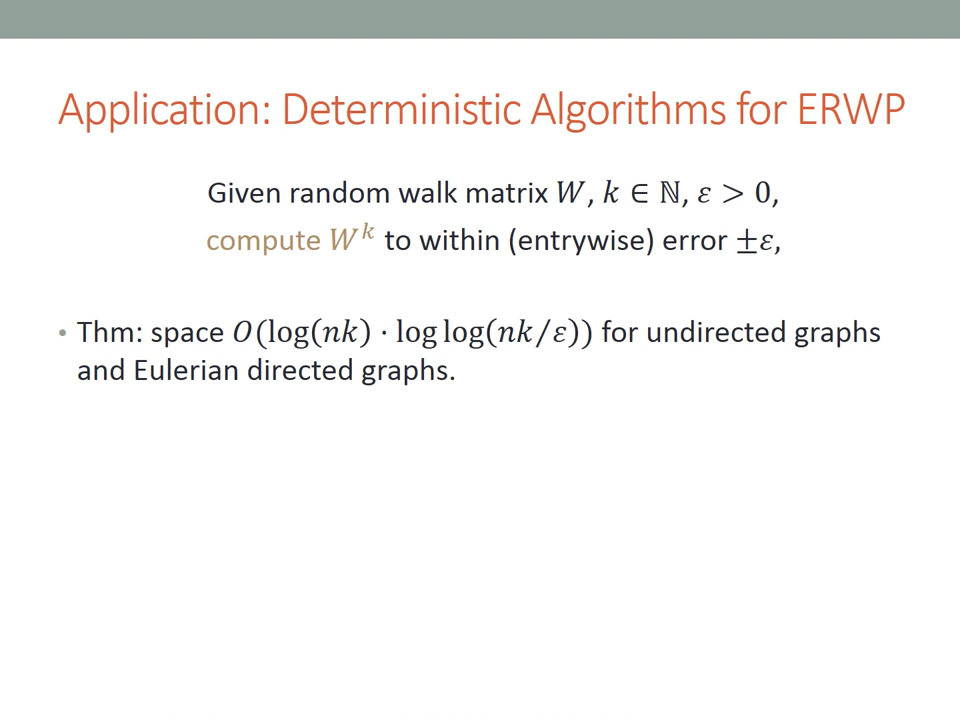 Application: Deterministic Algorithms for ERWP
Given random walk matrix W, k ∈ ℕ, ε > 0,
compute W^k to within (entrywise) error ±ε,
• Thm: space O(log(nk) · log log(nk/ε)) for undirected graphs
and Eulerian directed graphs.